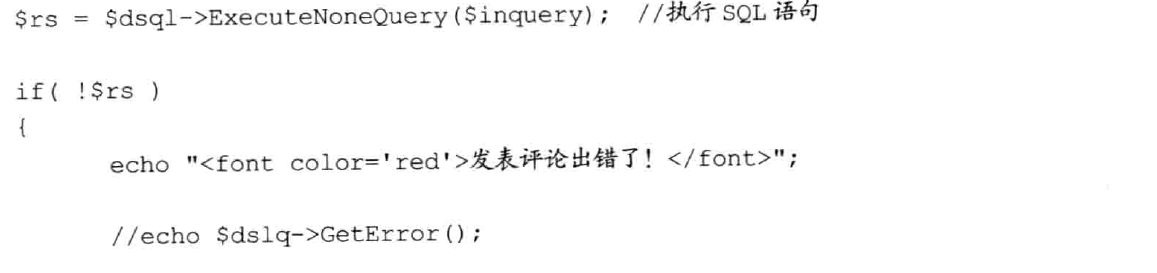 $rs = $dsql->ExecuteNoneQuery($inquery);  //执行 SQL 语句
if( !$rs )
{
echo "<font color='red'>发表评论出错了! </font>";
//echo $dslq->GetError();